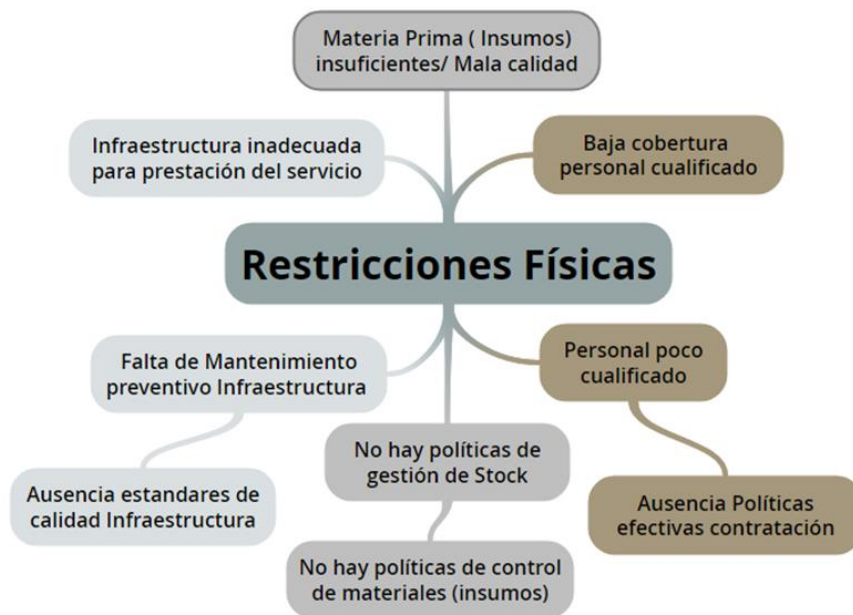 Materia Prima ( Insumos)
insuficientes/ Mala calidad
Infraestructura inadecuada
para prestación del servicio
Baja cobertura
personal cualificado
Restricciones Físicas
Falta de Mantenimiento
preventivo Infraestructura
Personal poco
cualificado
No hay políticas de
gestión de Stock
Ausencia estandares de
calidad Infraestructura
Ausencia Políticas
efectivas contratación
No hay políticas de control
de materiales (insumos)